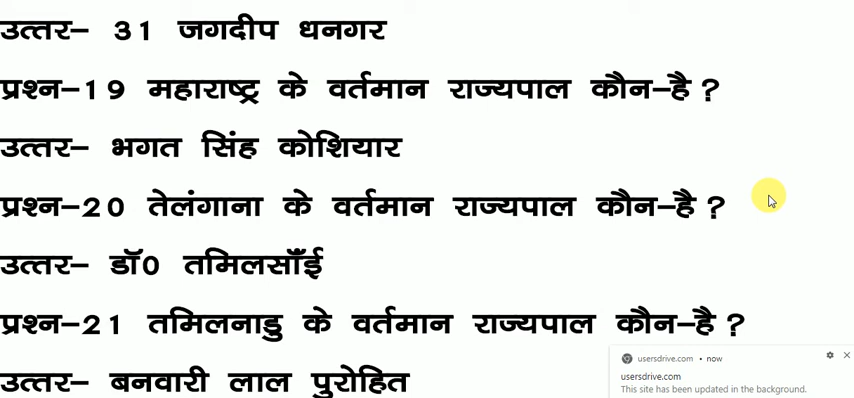 उत्तर- 31 जगदीप धनगर
प्रश्न-19 महाराष्ट्र के वर्तमान राज्यपाल कौन-है ?
उत्तर- भगत सिंह कोशियार
प्रश्न-20 तेलंगाना के वर्तमान राज्यपाल कौन-है ?
उत्तर- डॉ0 तमिलसाँई
प्रश्न-21 तमिलनाडु के वर्तमान राज्यपाल कौन-है ?
उत्तर- बनवारी लाल पुरोहित
usersdrive.com • now
usersdrive.com
This site has been updated in the background.